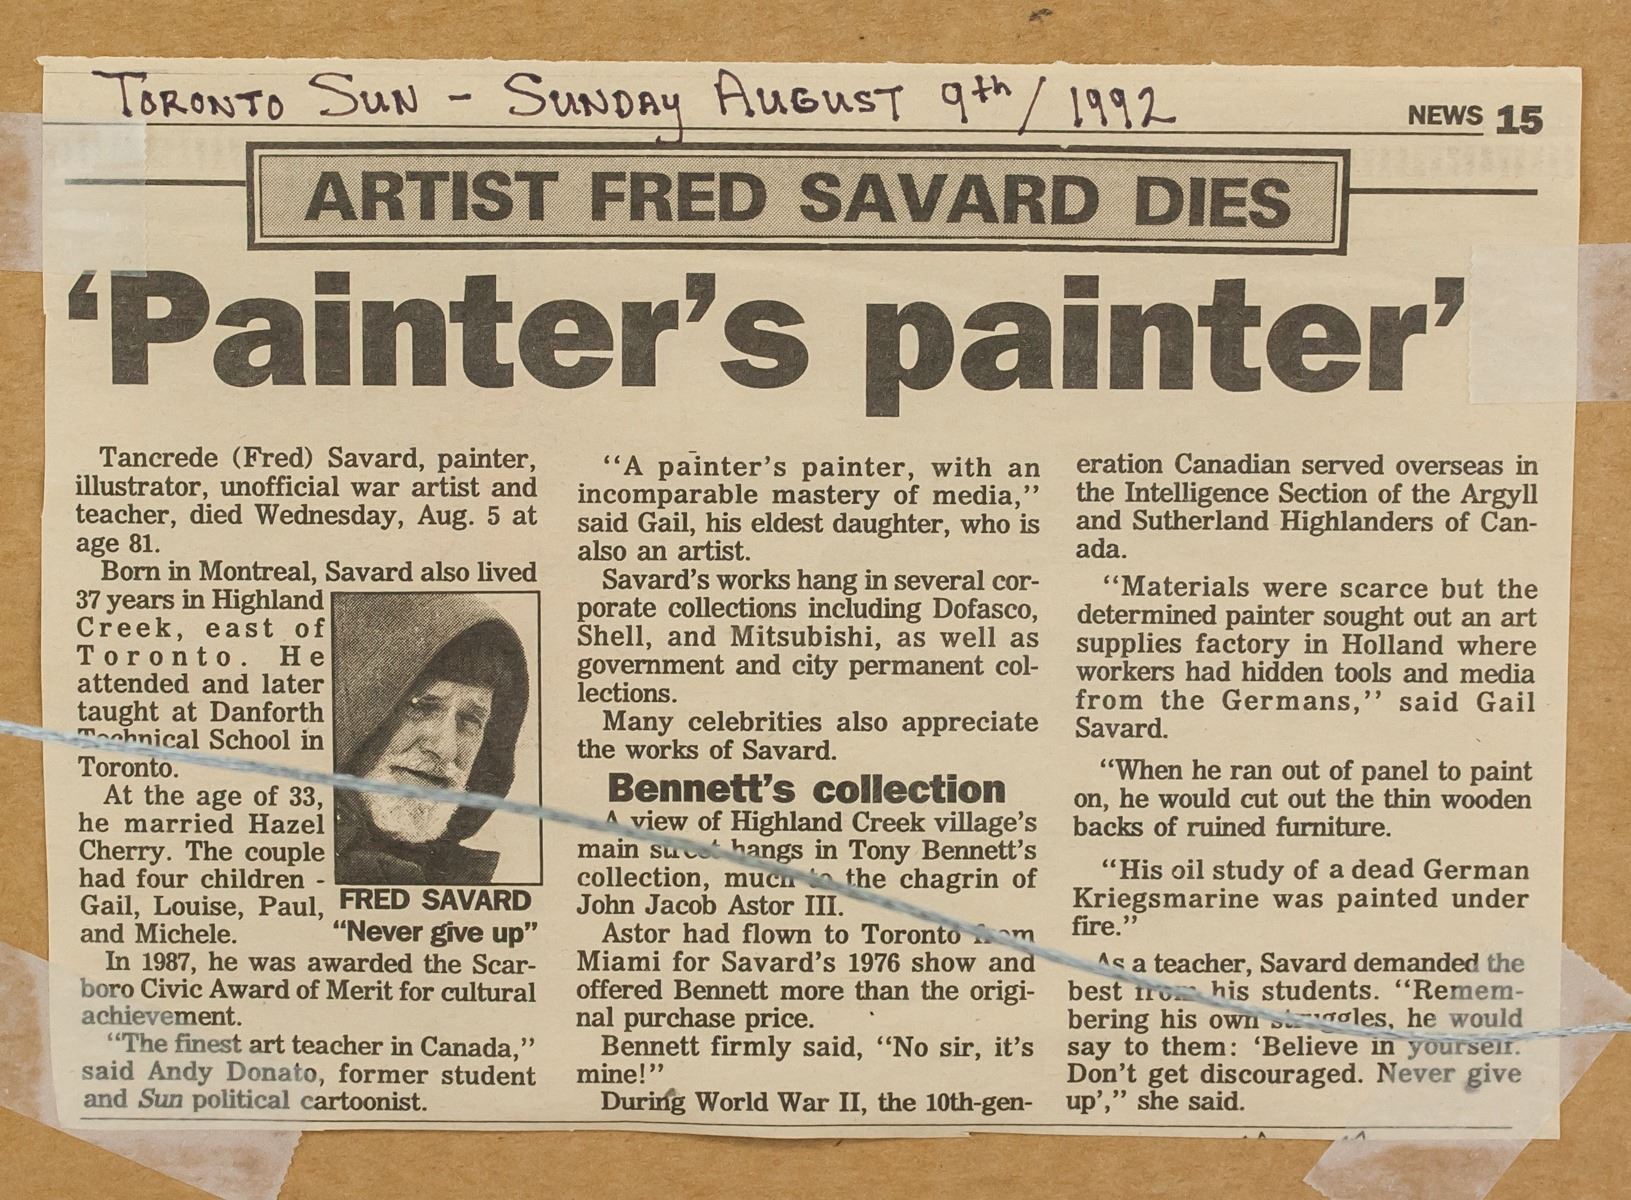 TORONTO SUN - SUNDAY AUGUST 9th / 1992
NEWS 15
ARTIST FRED SAVARD DIES
‘Painter’s painter’
Tancrede (Fred) Savard, painter,
illustrator, unofficial war artist and
teacher, died Wednesday, Aug. 5 at
age 81.
Born in Montreal, Savard also lived
37 years in Highland
Creek, east of
Toronto. He
attended and later
taught at Danforth
Technical School in
Toronto.
At the age of 33,
he married Hazel
Cherry. The couple
had four children -
Gail, Louise, Paul,
and Michele.
FRED SAVARD
“Never give up”
In 1987, he was awarded the Scar-
boro Civic Award of Merit for cultural
achievement.
“The finest art teacher in Canada,”
said Andy Donato, former student
and Sun political cartoonist.
“A painter’s painter, with an
incomparable mastery of media,”
said Gail, his eldest daughter, who is
also an artist.
Savard’s works hang in several cor-
porate collections including Dofasco,
Shell, and Mitsubishi, as well as
government and city permanent col-
lections.
Many celebrities also appreciate
the works of Savard.
Bennett’s collection
A view of Highland Creek village’s
main street hangs in Tony Bennett’s
collection, much to the chagrin of
John Jacob Astor III.
Astor had flown to Toronto from
Miami for Savard’s 1976 show and
offered Bennett more than the origi-
nal purchase price.
Bennett firmly said, “No sir, it’s
mine!”
During World War II, the 10th-gen-
eration Canadian served overseas in
the Intelligence Section of the Argyll
and Sutherland Highlanders of Can-
ada.
“Materials were scarce but the
determined painter sought out an art
supplies factory in Holland where
workers had hidden tools and media
from the Germans,” said Gail
Savard.
“When he ran out of panel to paint
on, he would cut out the thin wooden
backs of ruined furniture.
“His oil study of a dead German
Kriegsmarine was painted under
fire.”
As a teacher, Savard demanded the
best from his students. “Remem-
bering his own struggles, he would
say to them: ‘Believe in yourself.
Don’t get discouraged. Never give
up’,” she said.